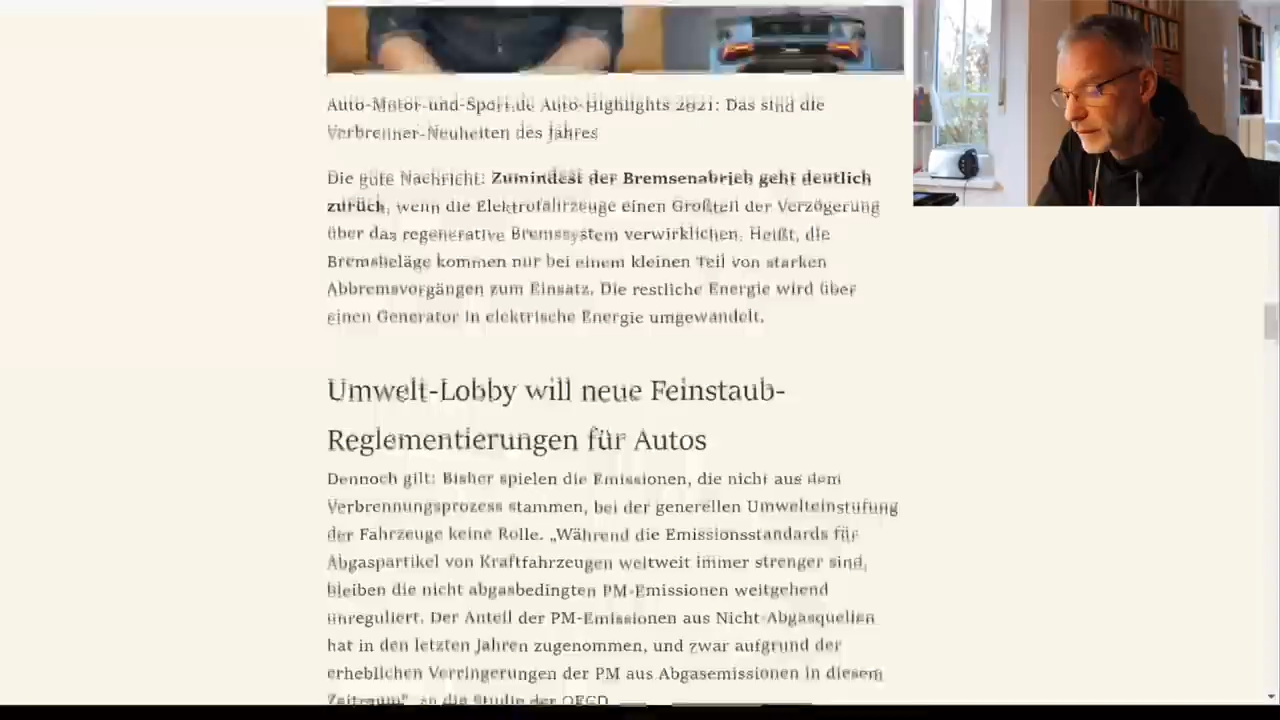 Auto-Motor-und-Sport.de Auto-Highlights 2021: Das sind die
Verbrenner-Neuheiten des Jahres
Die gute Nachricht: Zumindest der Bremsenabrieb geht deutlich
zurück, wenn die Elektrofahrzeuge einen Großteil der Verzögerung
über das regenerative Bremssystem verwirklichen. Heißt, die
Bremsbeläge kommen nur bei einem kleinen Teil von starken
Abbremsvorgängen zum Einsatz. Die restliche Energie wird über
einen Generator in elektrische Energie umgewandelt.
Umwelt-Lobby will neue Feinstaub-
Reglementierungen für Autos
Dennoch gilt: Bisher spielen die Emissionen, die nicht aus dem
Verbrennungsprozess stammen, bei der generellen Umwelteinstufung
der Fahrzeuge keine Rolle. „Während die Emissionsstandards für
Abgaspartikel von Kraftfahrzeugen weltweit immer strenger sind,
bleiben die nicht abgasbedingten PM-Emissionen weitgehend
unreguliert. Der Anteil der PM-Emissionen aus Nicht-Abgasquellen
hat in den letzten Jahren zugenommen, und zwar aufgrund der
erheblichen Verringerungen der PM aus Abgasemissionen in diesem
Zeitraum“, so die Studie der OECD.